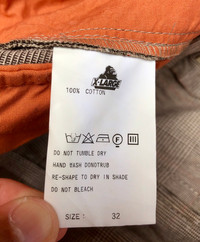 X-LARGE
100% COTTON
F
DO NOT TUMBLE DRY
HAND WASH DONOTRUB
RE-SHAPE TO DRY IN SHADE
DO NOT BLEACH
SIZE: 32